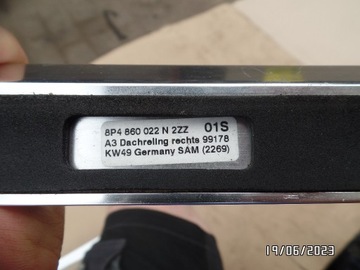 8P4 860 022 N 2ZZ 01S
A3 Dachreling rechts 99178
KW49 Germany SAM (2269)
19/06/2023